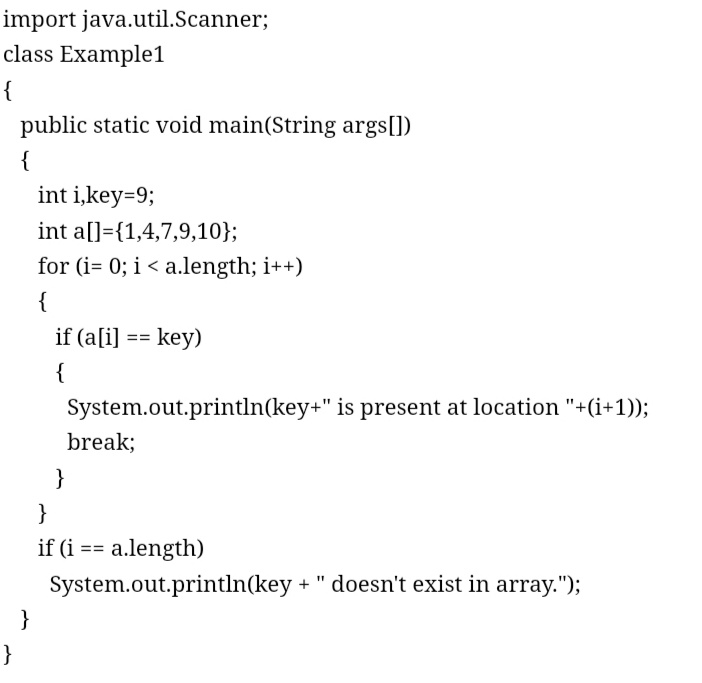 import java.util.Scanner;
class Example1
{
public static void main(String args[])
{
int i,key=9;
int a[]={1,4,7,9,10};
for (i= 0; i < a.length; i++)
{
if (a[i] == key)
{
System.out.println(key+" is present at location "+(i+1));
break;
}
}
if (i == a.length)
System.out.println(key + " doesn't exist in array.");
}
}